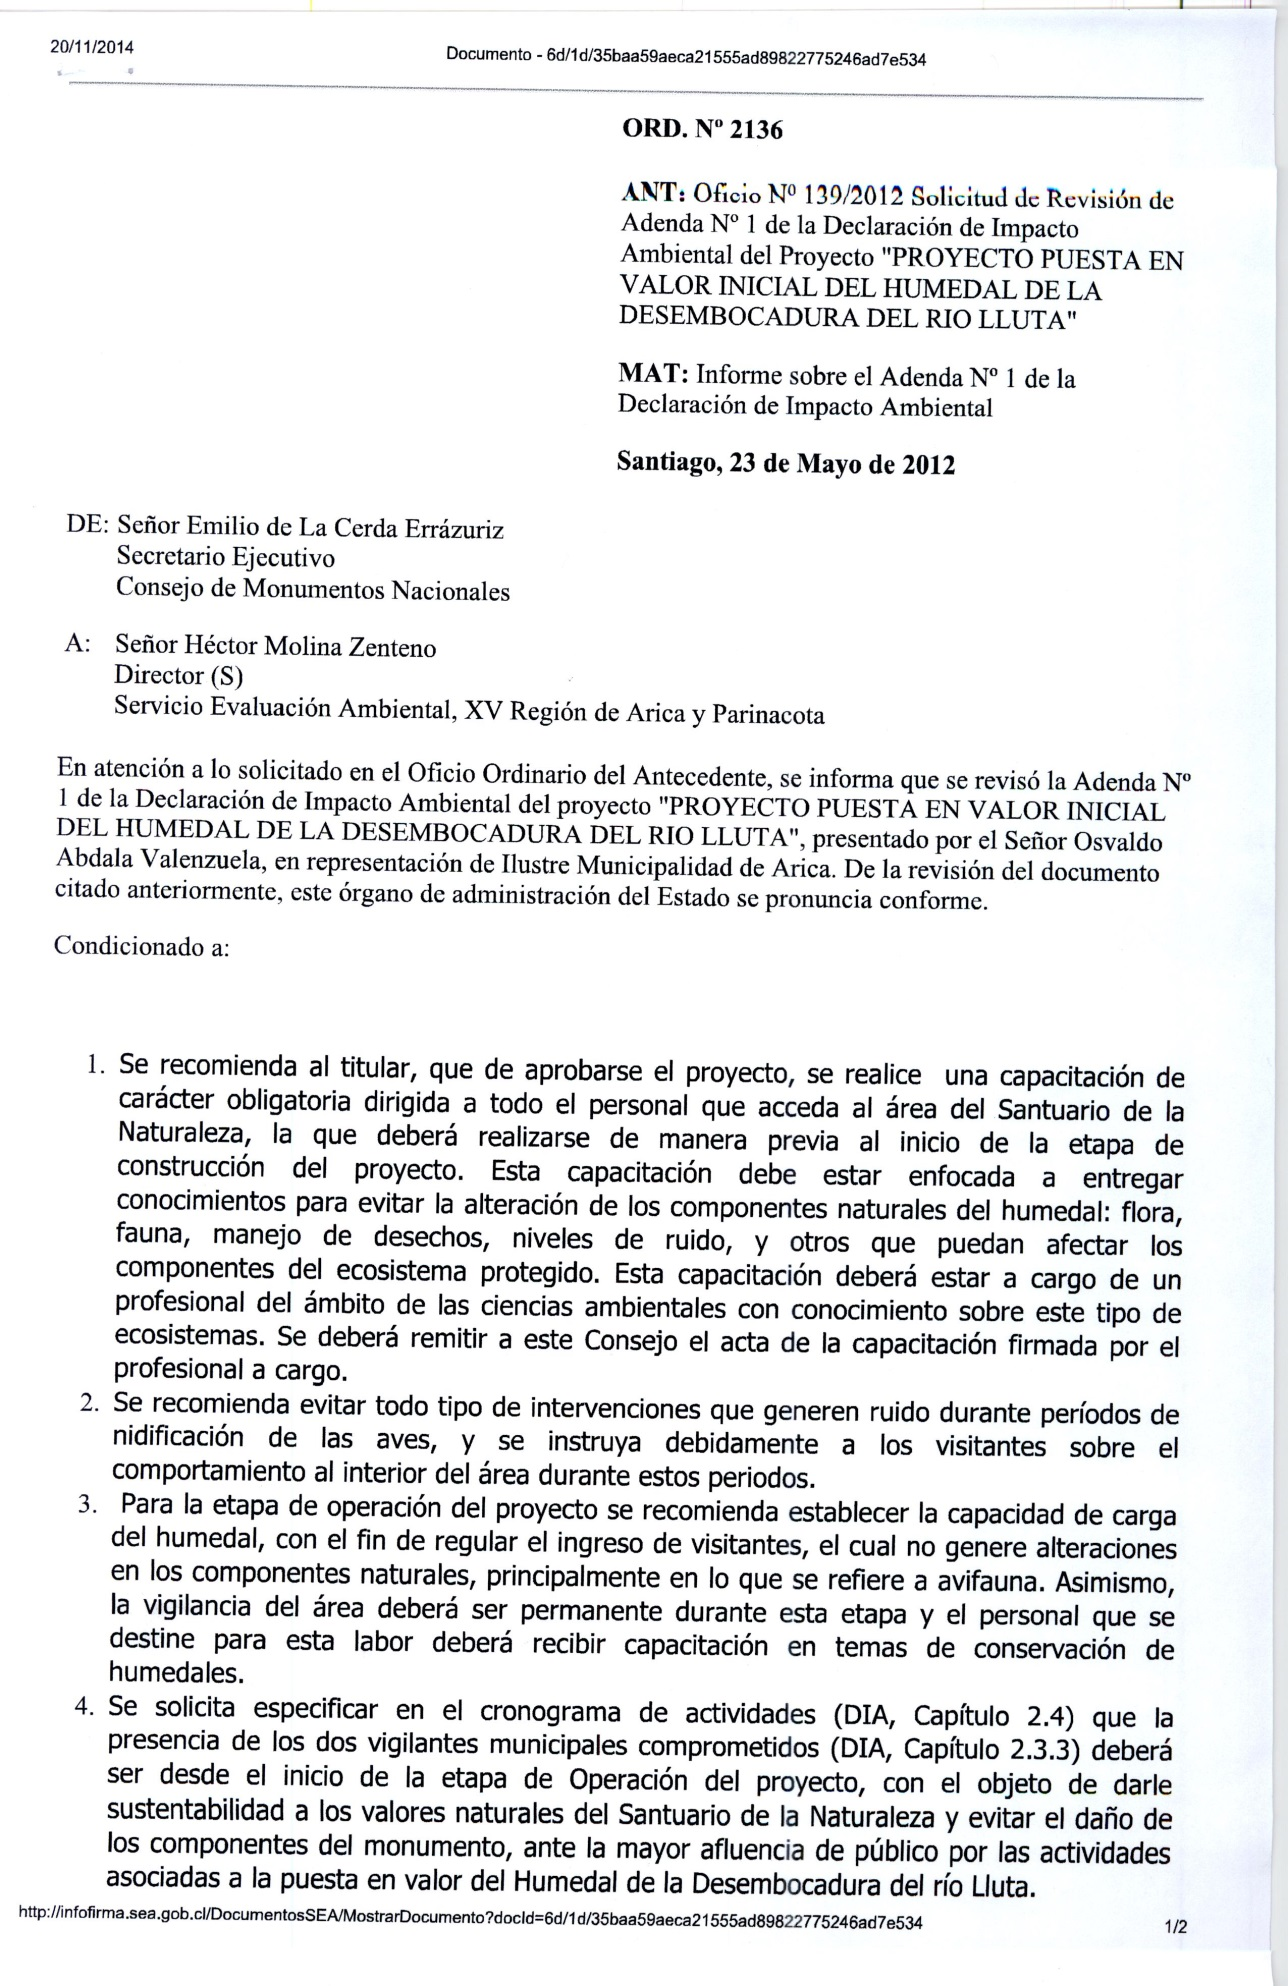 20/11/2014
Documento - 6d/1d/35baa59aeca21555ad89822775246ad7e534
ORD. Nº 2136
ANT: Oficio Nº 139/2012 Solicitud de Revisión de
Adenda Nº 1 de la Declaración de Impacto
Ambiental del Proyecto "PROYECTO PUESTA EN
VALOR INICIAL DEL HUMEDAL DE LA
DESEMBOCADURA DEL RIO LLUTA"
MAT: Informe sobre el Adenda Nº 1 de la
Declaración de Impacto Ambiental
Santiago, 23 de Mayo de 2012
DE: Señor Emilio de La Cerda Errázuriz
Secretario Ejecutivo
Consejo de Monumentos Nacionales
A: Señor Héctor Molina Zenteno
Director (S)
Servicio Evaluación Ambiental, XV Región de Arica y Parinacota
En atención a lo solicitado en el Oficio Ordinario del Antecedente, se informa que se revisó la Adenda Nº
1 de la Declaración de Impacto Ambiental del proyecto "PROYECTO PUESTA EN VALOR INICIAL
DEL HUMEDAL DE LA DESEMBOCADURA DEL RIO LLUTA", presentado por el Señor Osvaldo
Abdala Valenzuela, en representación de Ilustre Municipalidad de Arica. De la revisión del documento
citado anteriormente, este órgano de administración del Estado se pronuncia conforme.
Condicionado a:
1. Se recomienda al titular, que de aprobarse el proyecto, se realice una capacitación de
carácter obligatoria dirigida a todo el personal que acceda al área del Santuario de la
Naturaleza, la que deberá realizarse de manera previa al inicio de la etapa de
construcción del proyecto. Esta capacitación debe estar enfocada a entregar
conocimientos para evitar la alteración de los componentes naturales del humedal: flora,
fauna, manejo de desechos, niveles de ruido, y otros que puedan afectar los
componentes del ecosistema protegido. Esta capacitación deberá estar a cargo de un
profesional del ámbito de las ciencias ambientales con conocimiento sobre este tipo de
ecosistemas. Se deberá remitir a este Consejo el acta de la capacitación firmada por el
profesional a cargo.
2. Se recomienda evitar todo tipo de intervenciones que generen ruido durante períodos de
nidificación de las aves, y se instruya debidamente a los visitantes sobre el
comportamiento al interior del área durante estos periodos.
3. Para la etapa de operación del proyecto se recomienda establecer la capacidad de carga
del humedal, con el fin de regular el ingreso de visitantes, el cual no genere alteraciones
en los componentes naturales, principalmente en lo que se refiere a avifauna. Asimismo,
la vigilancia del área deberá ser permanente durante esta etapa y el personal que se
destine para esta labor deberá recibir capacitación en temas de conservación de
humedales.
4. Se solicita especificar en el cronograma de actividades (DIA, Capítulo 2.4) que la
presencia de los dos vigilantes municipales comprometidos (DIA, Capítulo 2.3.3) deberá
ser desde el inicio de la etapa de Operación del proyecto, con el objeto de darle
sustentabilidad a los valores naturales del Santuario de la Naturaleza y evitar el daño de
los componentes del monumento, ante la mayor afluencia de público por las actividades
asociadas a la puesta en valor del Humedal de la Desembocadura del río Lluta.
http://infofirma.sea.gob.cl/DocumentosSEA/MostrarDocumento?docId=6d/1d/35baa59aeca21555ad89822775246ad7e534
1/2